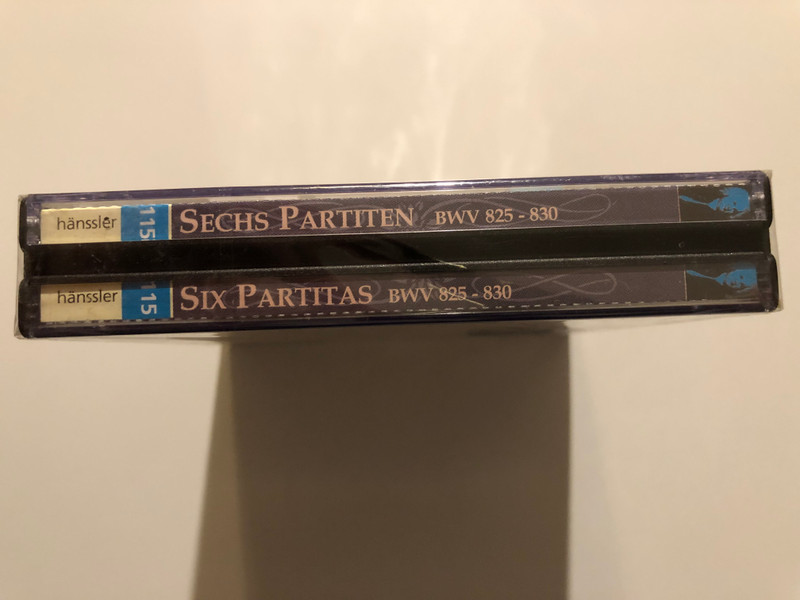 hänssler 115 SECHS PARTITEN BWV 825 - 830
hänssler 115 SIX PARTITAS BWV 825 - 830